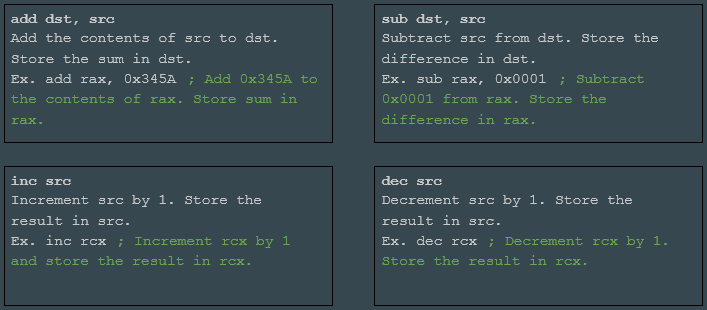 add dst, src
Add the contents of src to dst.
Store the sum in dst.
Ex. add rax, 0x345A ; Add 0x345A to
the contents of rax. Store sum in
rax.
sub dst, src
Subtract src from dst. Store the
difference in dst.
Ex. sub rax, 0x0001 ; Subtract
0x0001 from rax. Store the
difference in rax.
inc src
Increment src by 1. Store the
result in src.
Ex. inc rcx ; Increment rcx by 1
and store the result in rcx.
dec src
Decrement src by 1. Store the
result in src.
Ex. dec rcx ; Decrement rcx by 1.
Store the result in rcx.